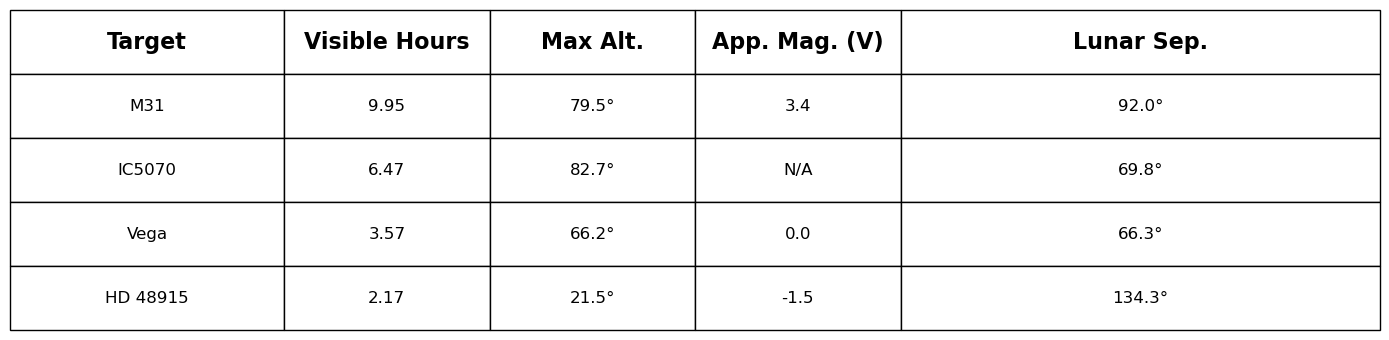 Target Visible Hours Max Alt. App. Mag. (V) Lunar Sep.
M31 9.95 79.5° 3.4 92.0°
IC5070 6.47 82.7° N/A 69.8°
Vega 3.57 66.2° 0.0 66.3°
HD 48915 2.17 21.5° -1.5 134.3°